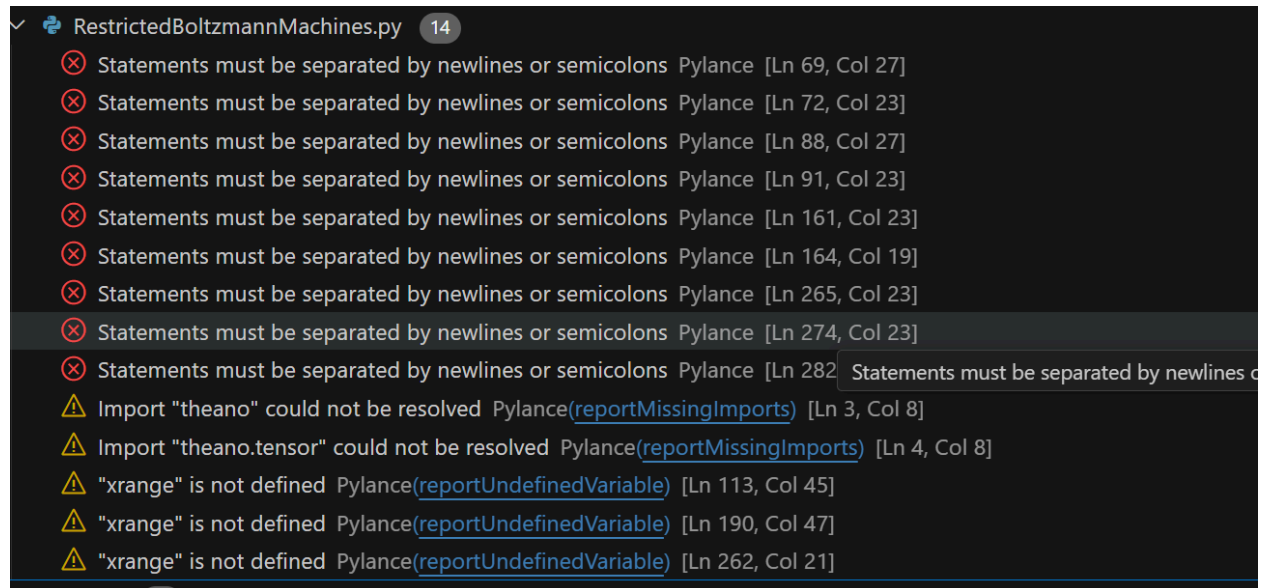 RestrictedBoltzmannMachines.py 14
Statements must be separated by newlines or semicolons Pylance [Ln 69, Col 27]
Statements must be separated by newlines or semicolons Pylance [Ln 72, Col 23]
Statements must be separated by newlines or semicolons Pylance [Ln 88, Col 27]
Statements must be separated by newlines or semicolons Pylance [Ln 91, Col 23]
Statements must be separated by newlines or semicolons Pylance [Ln 161, Col 23]
Statements must be separated by newlines or semicolons Pylance [Ln 164, Col 19]
Statements must be separated by newlines or semicolons Pylance [Ln 265, Col 23]
Statements must be separated by newlines or semicolons Pylance [Ln 274, Col 23]
Statements must be separated by newlines or semicolons Pylance [Ln 282 Statements must be separated by newlines o
Import "theano" could not be resolved Pylance(reportMissingImports) [Ln 3, Col 8]
Import "theano.tensor" could not be resolved Pylance(reportMissingImports) [Ln 4, Col 8]
"xrange" is not defined Pylance(reportUndefinedVariable) [Ln 113, Col 45]
"xrange" is not defined Pylance(reportUndefinedVariable) [Ln 190, Col 47]
"xrange" is not defined Pylance(reportUndefinedVariable) [Ln 262, Col 21]